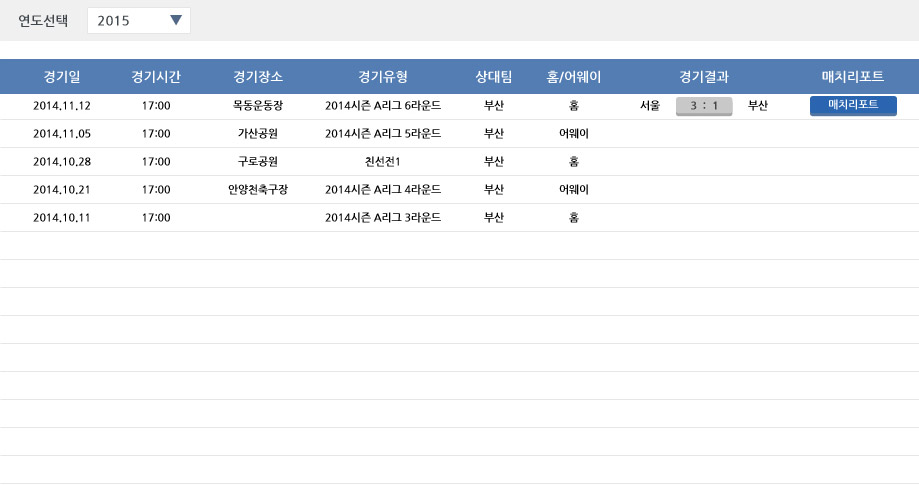 연도선택 2015
경기일 경기시간 경기장소 경기유형 상대팀 홈/어웨이 경기결과 매치리포트
2014.11.12 17:00 목동운동장 2014시즌 A리그 6라운드 부산 홈 서울 3 : 1 부산 매치리포트
2014.11.05 17:00 가산공원 2014시즌 A리그 5라운드 부산 어웨이
2014.10.28 17:00 구로공원 친선전1 부산 홈
2014.10.21 17:00 안양천축구장 2014시즌 A리그 4라운드 부산 어웨이
2014.10.11 17:00 2014시즌 A리그 3라운드 부산 홈